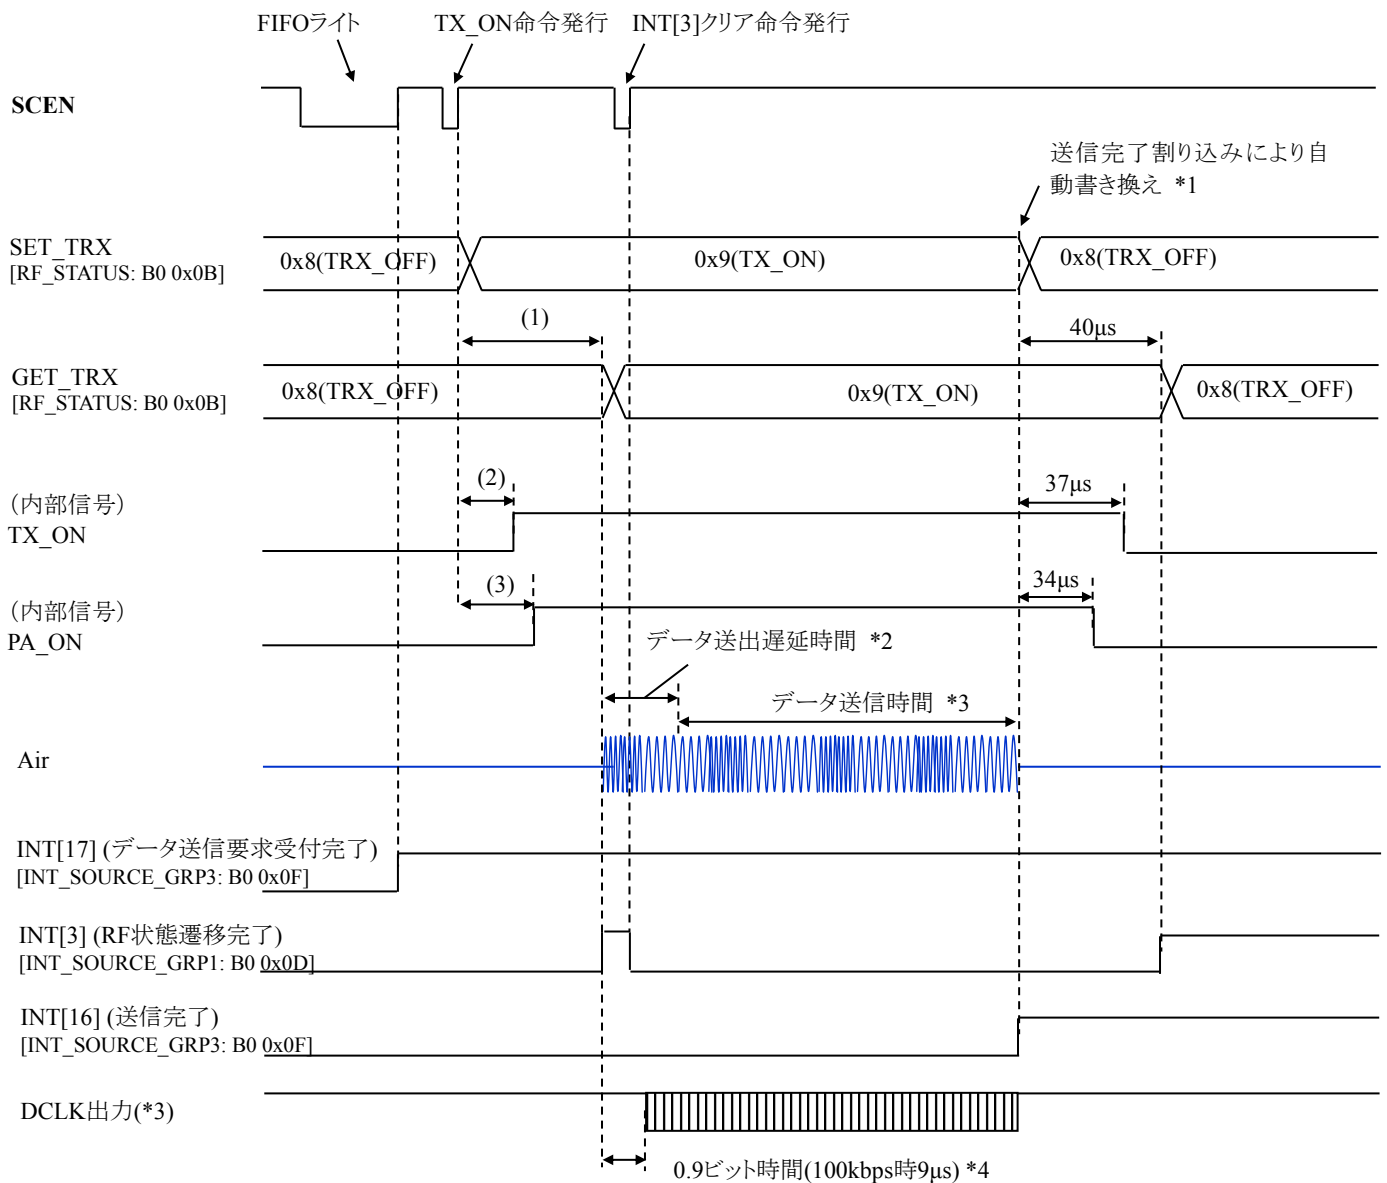 FIFOライト
TX_ON命令発行
INT[3]クリア命令発行
SCEN
送信完了割り込みにより自
動書き換え *1
SET_TRX
[RF_STATUS: B0 0x0B]
0x8(TRX_OFF)
0x9(TX_ON)
0x8(TRX_OFF)
(1)
40μs
GET_TRX
[RF_STATUS: B0 0x0B]
0x8(TRX_OFF)
0x9(TX_ON)
0x8(TRX_OFF)
(内部信号)
TX_ON
(2)
37μs
(内部信号)
PA_ON
(3)
34μs
データ送出遅延時間 *2
データ送信時間 *3
Air
INT[17] (データ送信要求受付完了)
[INT_SOURCE_GRP3: B0 0x0F]
INT[3] (RF状態遷移完了)
[INT_SOURCE_GRP1: B0 0x0D]
INT[16] (送信完了)
[INT_SOURCE_GRP3: B0 0x0F]
DCLK出力(*3)
0.9ビット時間(100kbps時9μs) *4